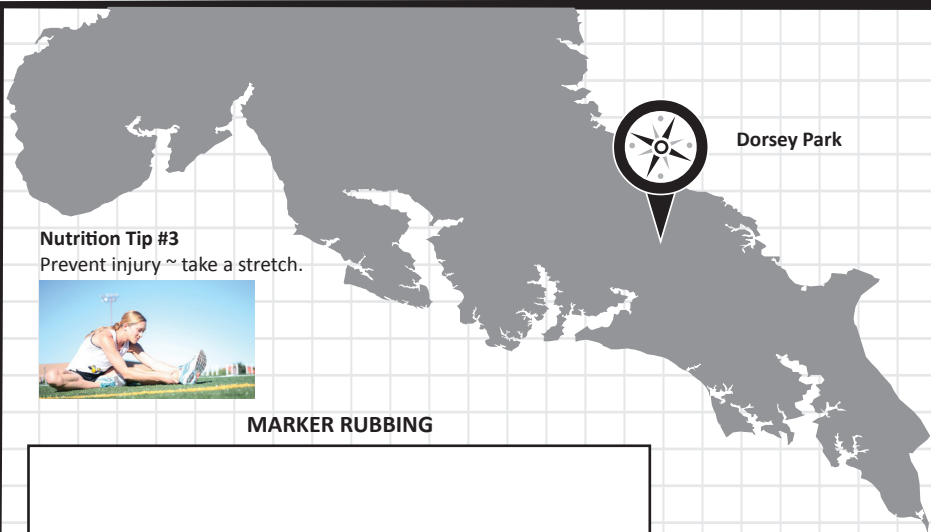 Dorsey Park
Nutrition Tip #3
Prevent injury ~ take a stretch.
MARKER RUBBING